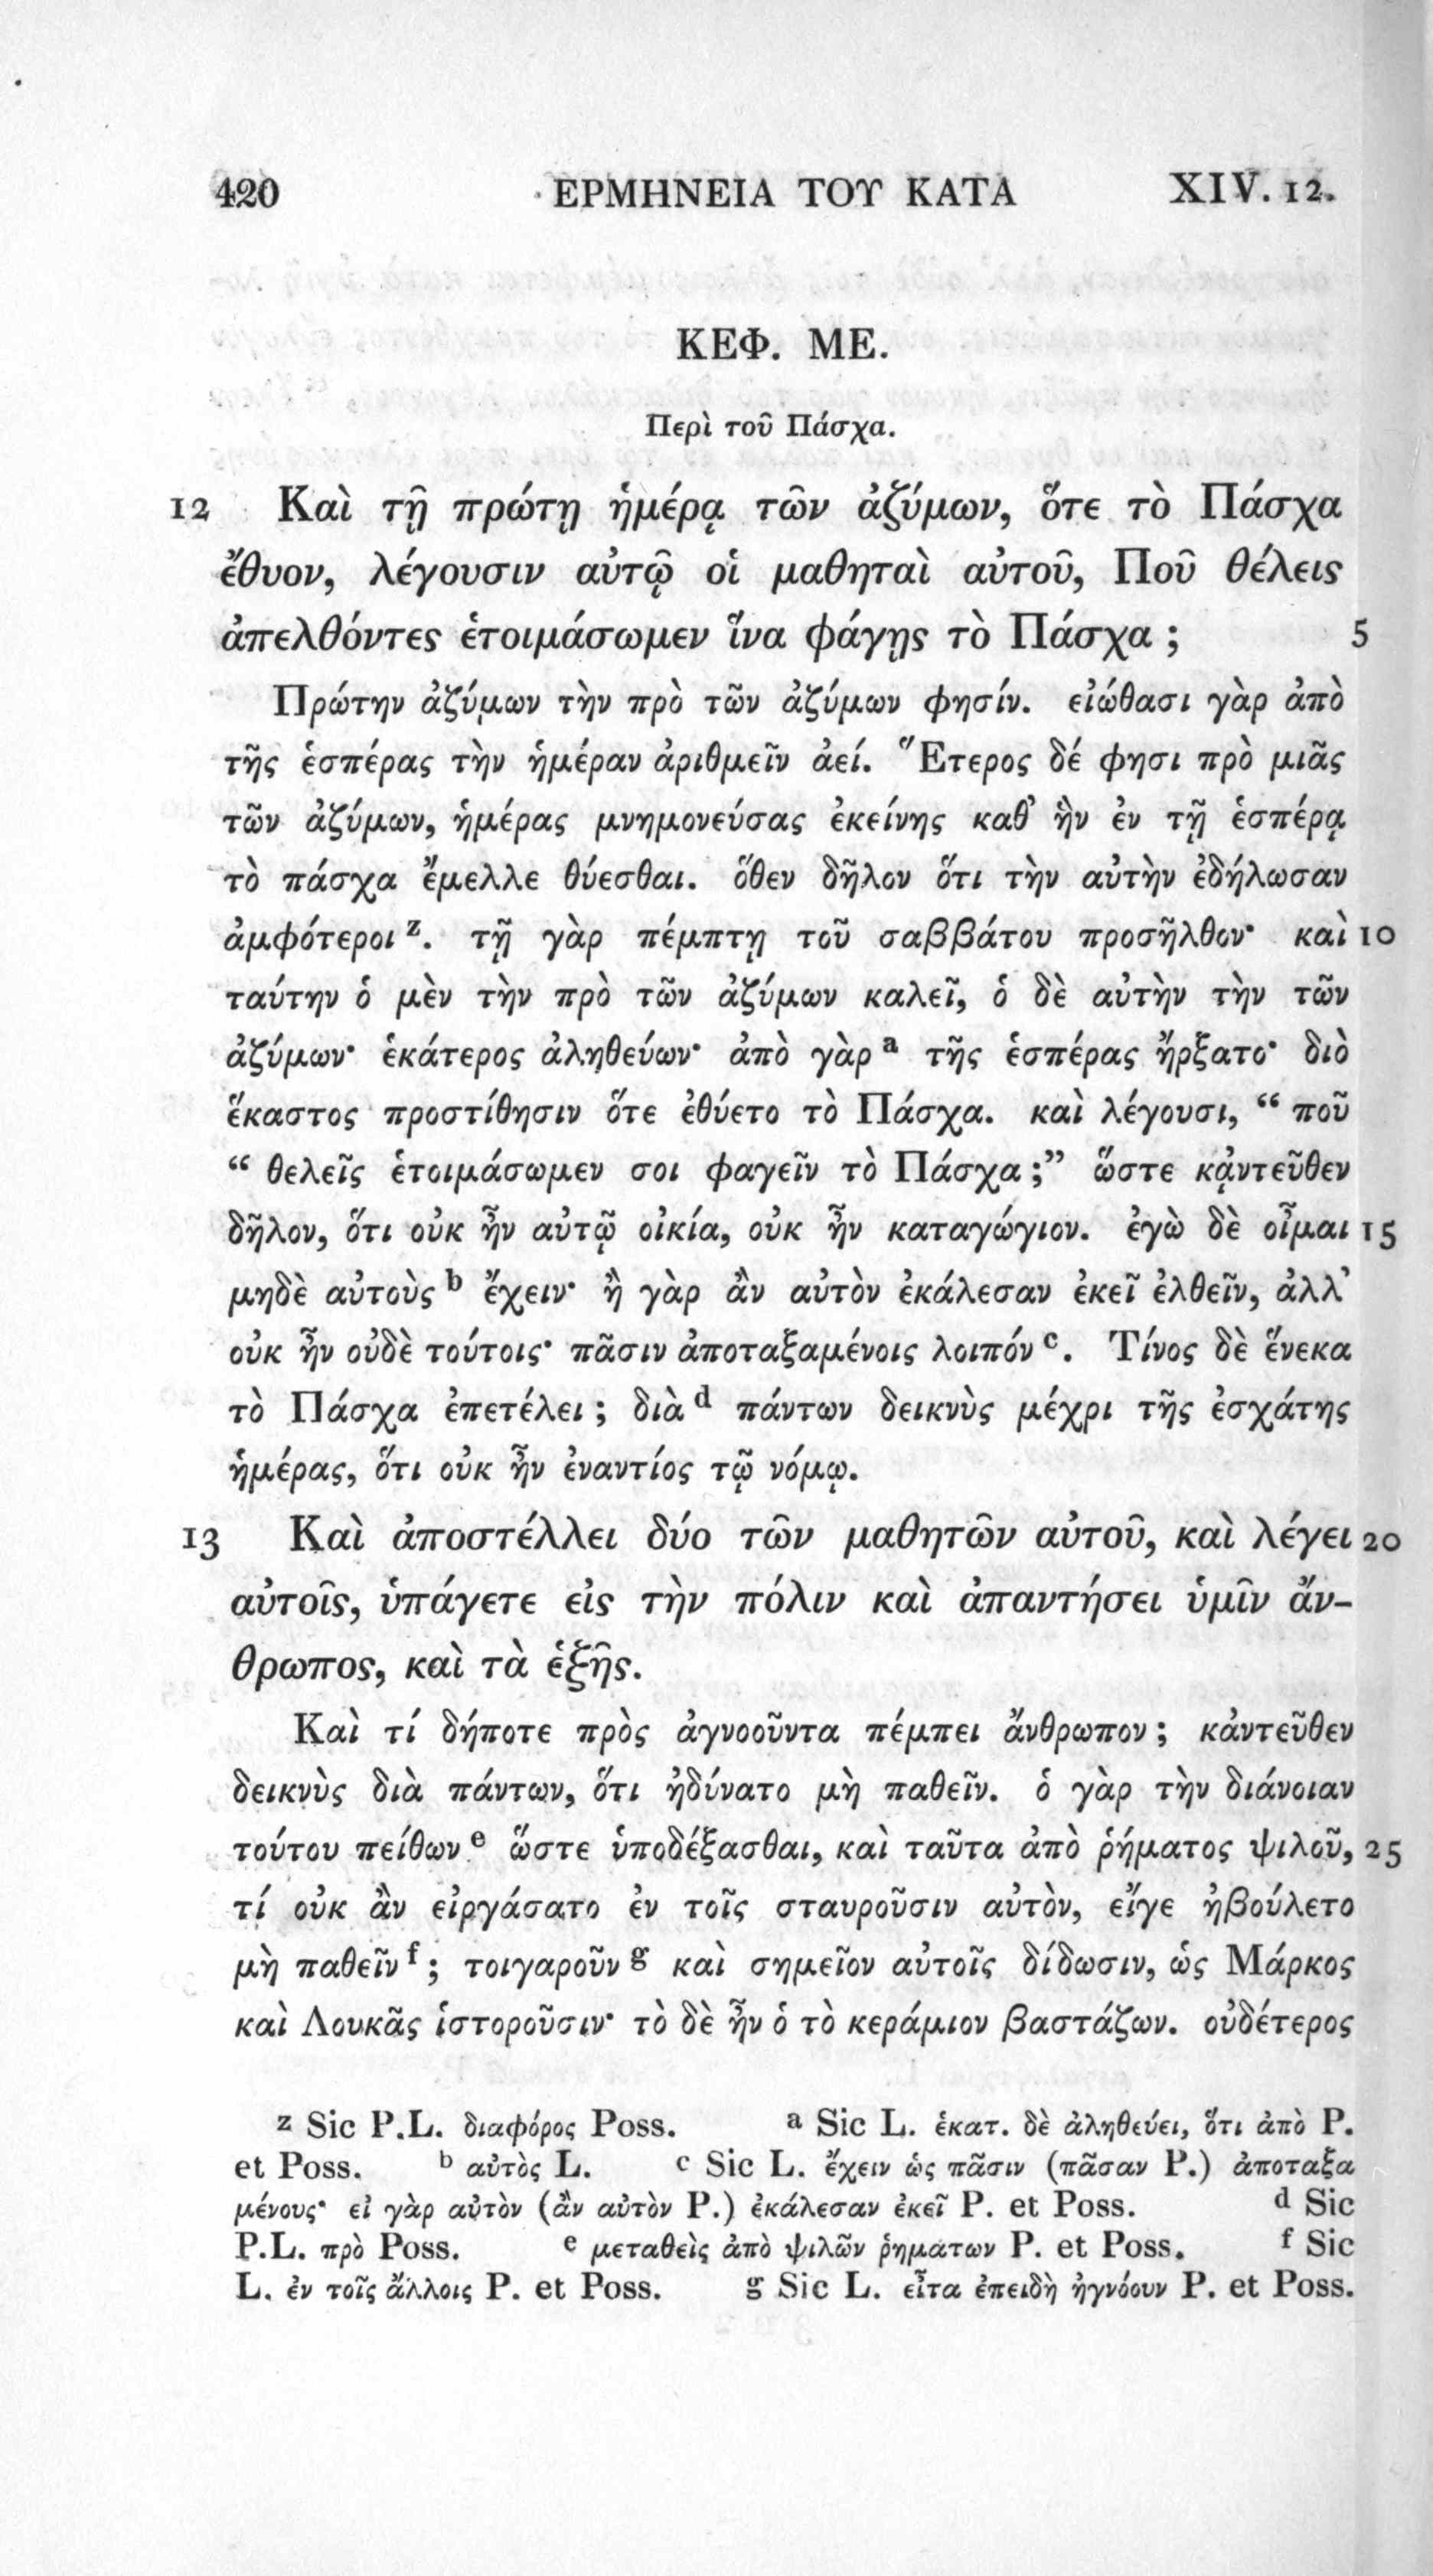 420 ΕΡΜΗΝΕΙΑ ΤΟΥ ΚΑΤΑ XIV. 12.
ΚΕΦ. ΜΕ.
Περὶ τοῦ Πάσχα.
12 Καὶ τῇ πρώτῃ ἡμέρᾳ τῶν ἀζύμων, ὅτε τὸ Πάσχα
ἔθυον, λέγουσιν αὐτῷ οἱ μαθηταὶ αὐτοῦ, Ποῦ θέλεις
ἀπελθόντες ἑτοιμάσωμεν ἵνα φάγῃς τὸ Πάσχα ; 5
Πρώτην ἀζύμων τὴν πρὸ τῶν ἀζύμων φησίν. εἰώθασι γὰρ ἀπὸ
τῆς ἑσπέρας τὴν ἡμέραν ἀριθμεῖν ἀεί. Ἕτερος δέ φησι πρὸ μιᾶς
τῶν ἀζύμων, ἡμέρας μνημονεύσας ἐκείνης καθ’ ἣν ἐν τῇ ἑσπέρᾳ
τὸ πάσχα ἔμελλε θύεσθαι. ὅθεν δῆλον ὅτι τὴν αὐτὴν ἐδήλωσαν
ἀμφότεροι z. τῇ γὰρ πέμπτῃ τοῦ σαββάτου προσῆλθον· καὶ 10
ταύτην ὁ μὲν τὴν πρὸ τῶν ἀζύμων καλεῖ, ὁ δὲ αὐτὴν τὴν τῶν
ἀζύμων· ἑκάτερος ἀληθεύων· ἀπὸ γὰρ a τῆς ἑσπέρας ἤρξατο· διὸ
ἕκαστος προστίθησιν ὅτε ἐθύετο τὸ Πάσχα. καὶ λέγουσι, “ ποῦ
“ θελεῖς ἑτοιμάσωμεν σοι φαγεῖν τὸ Πάσχα ;” ὥστε κᾀντεῦθεν
δῆλον, ὅτι οὐκ ἦν αὐτῷ οἰκία, οὐκ ἦν καταγώγιον. ἐγὼ δὲ οἶμαι 15
μηδὲ αὐτοὺς b ἔχειν· ἢ γὰρ ἂν αὐτὸν ἐκάλεσαν ἐκεῖ ἐλθεῖν, ἀλλ’
οὐκ ἦν οὐδὲ τούτοις· πᾶσιν ἀποταξαμένοις λοιπόν c. Τίνος δὲ ἕνεκα
τὸ Πάσχα ἐπετέλει ; διὰ d πάντων δεικνὺς μέχρι τῆς ἐσχάτης
ἡμέρας, ὅτι οὐκ ἦν ἐναντίος τῷ νόμῳ.
13 Καὶ ἀποστέλλει δύο τῶν μαθητῶν αὐτοῦ, καὶ λέγει 20
αὐτοῖς, ὑπάγετε εἰς τὴν πόλιν καὶ ἀπαντήσει ὑμῖν ἄν-
θρωπος, καὶ τὰ ἑξῆς.
Καὶ τί δήποτε πρὸς ἀγνοοῦντα πέμπει ἄνθρωπον ; κἀντεῦθεν
δεικνὺς διὰ πάντων, ὅτι ἠδύνατο μὴ παθεῖν. ὁ γὰρ τὴν διάνοιαν
τούτου πείθων e ὥστε ὑποδέξασθαι, καὶ ταῦτα ἀπὸ ῥήματος ψιλοῦ, 25
τί οὐκ ἂν εἰργάσατο ἐν τοῖς σταυροῦσιν αὐτὸν, εἴγε ἠβούλετο
μὴ παθεῖν f ; τοιγαροῦν g καὶ σημεῖον αὐτοῖς δίδωσιν, ὡς Μάρκος
καὶ Λουκᾶς ἱστοροῦσιν· τὸ δὲ ἦν ὁ τὸ κεράμιον βαστάζων. οὐδέτερος
z Sic P.L. διαφόρος Poss. a Sic L. ἑκατ. δὲ ἀληθεύει, ὅτι ἀπὸ P.
et Poss. b αὐτὸς L. c Sic L. ἔχειν ὡς πᾶσιν (πᾶσαν P.) ἀποταξα
μένους· εἰ γὰρ αὐτὸν (ἂν αὐτὸν P.) ἐκάλεσαν ἐκεῖ P. et Poss. d Sic
P.L. πρὸ Poss. e μεταθεὶς ἀπὸ ψιλῶν ῥημάτων P. et Poss. f Sic
L. ἐν τοῖς ἄλλοις P. et Poss. g Sic L. εἶτα ἐπειδὴ ἠγνόουν P. et Poss.